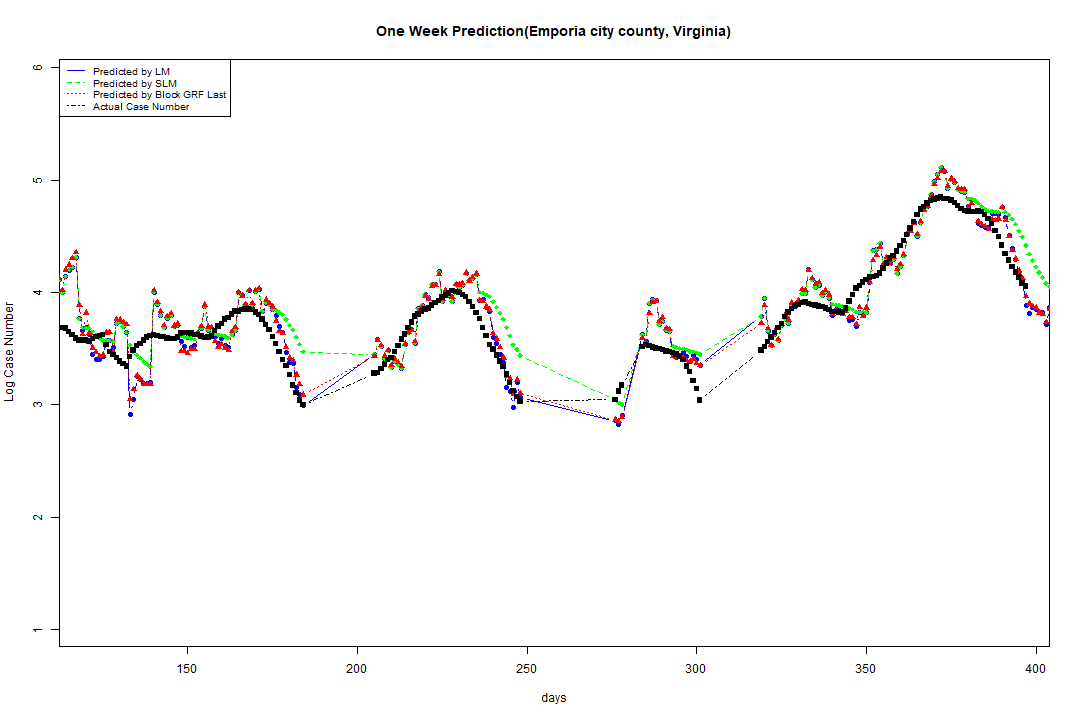 One Week Prediction(Emporia city county, Virginia)
Predicted by LM
Predicted by SLM
Predicted by Block GRF Last
Actual Case Number
6
5
4
3
2
1
Log Case Number
150
200
250
300
350
400
days